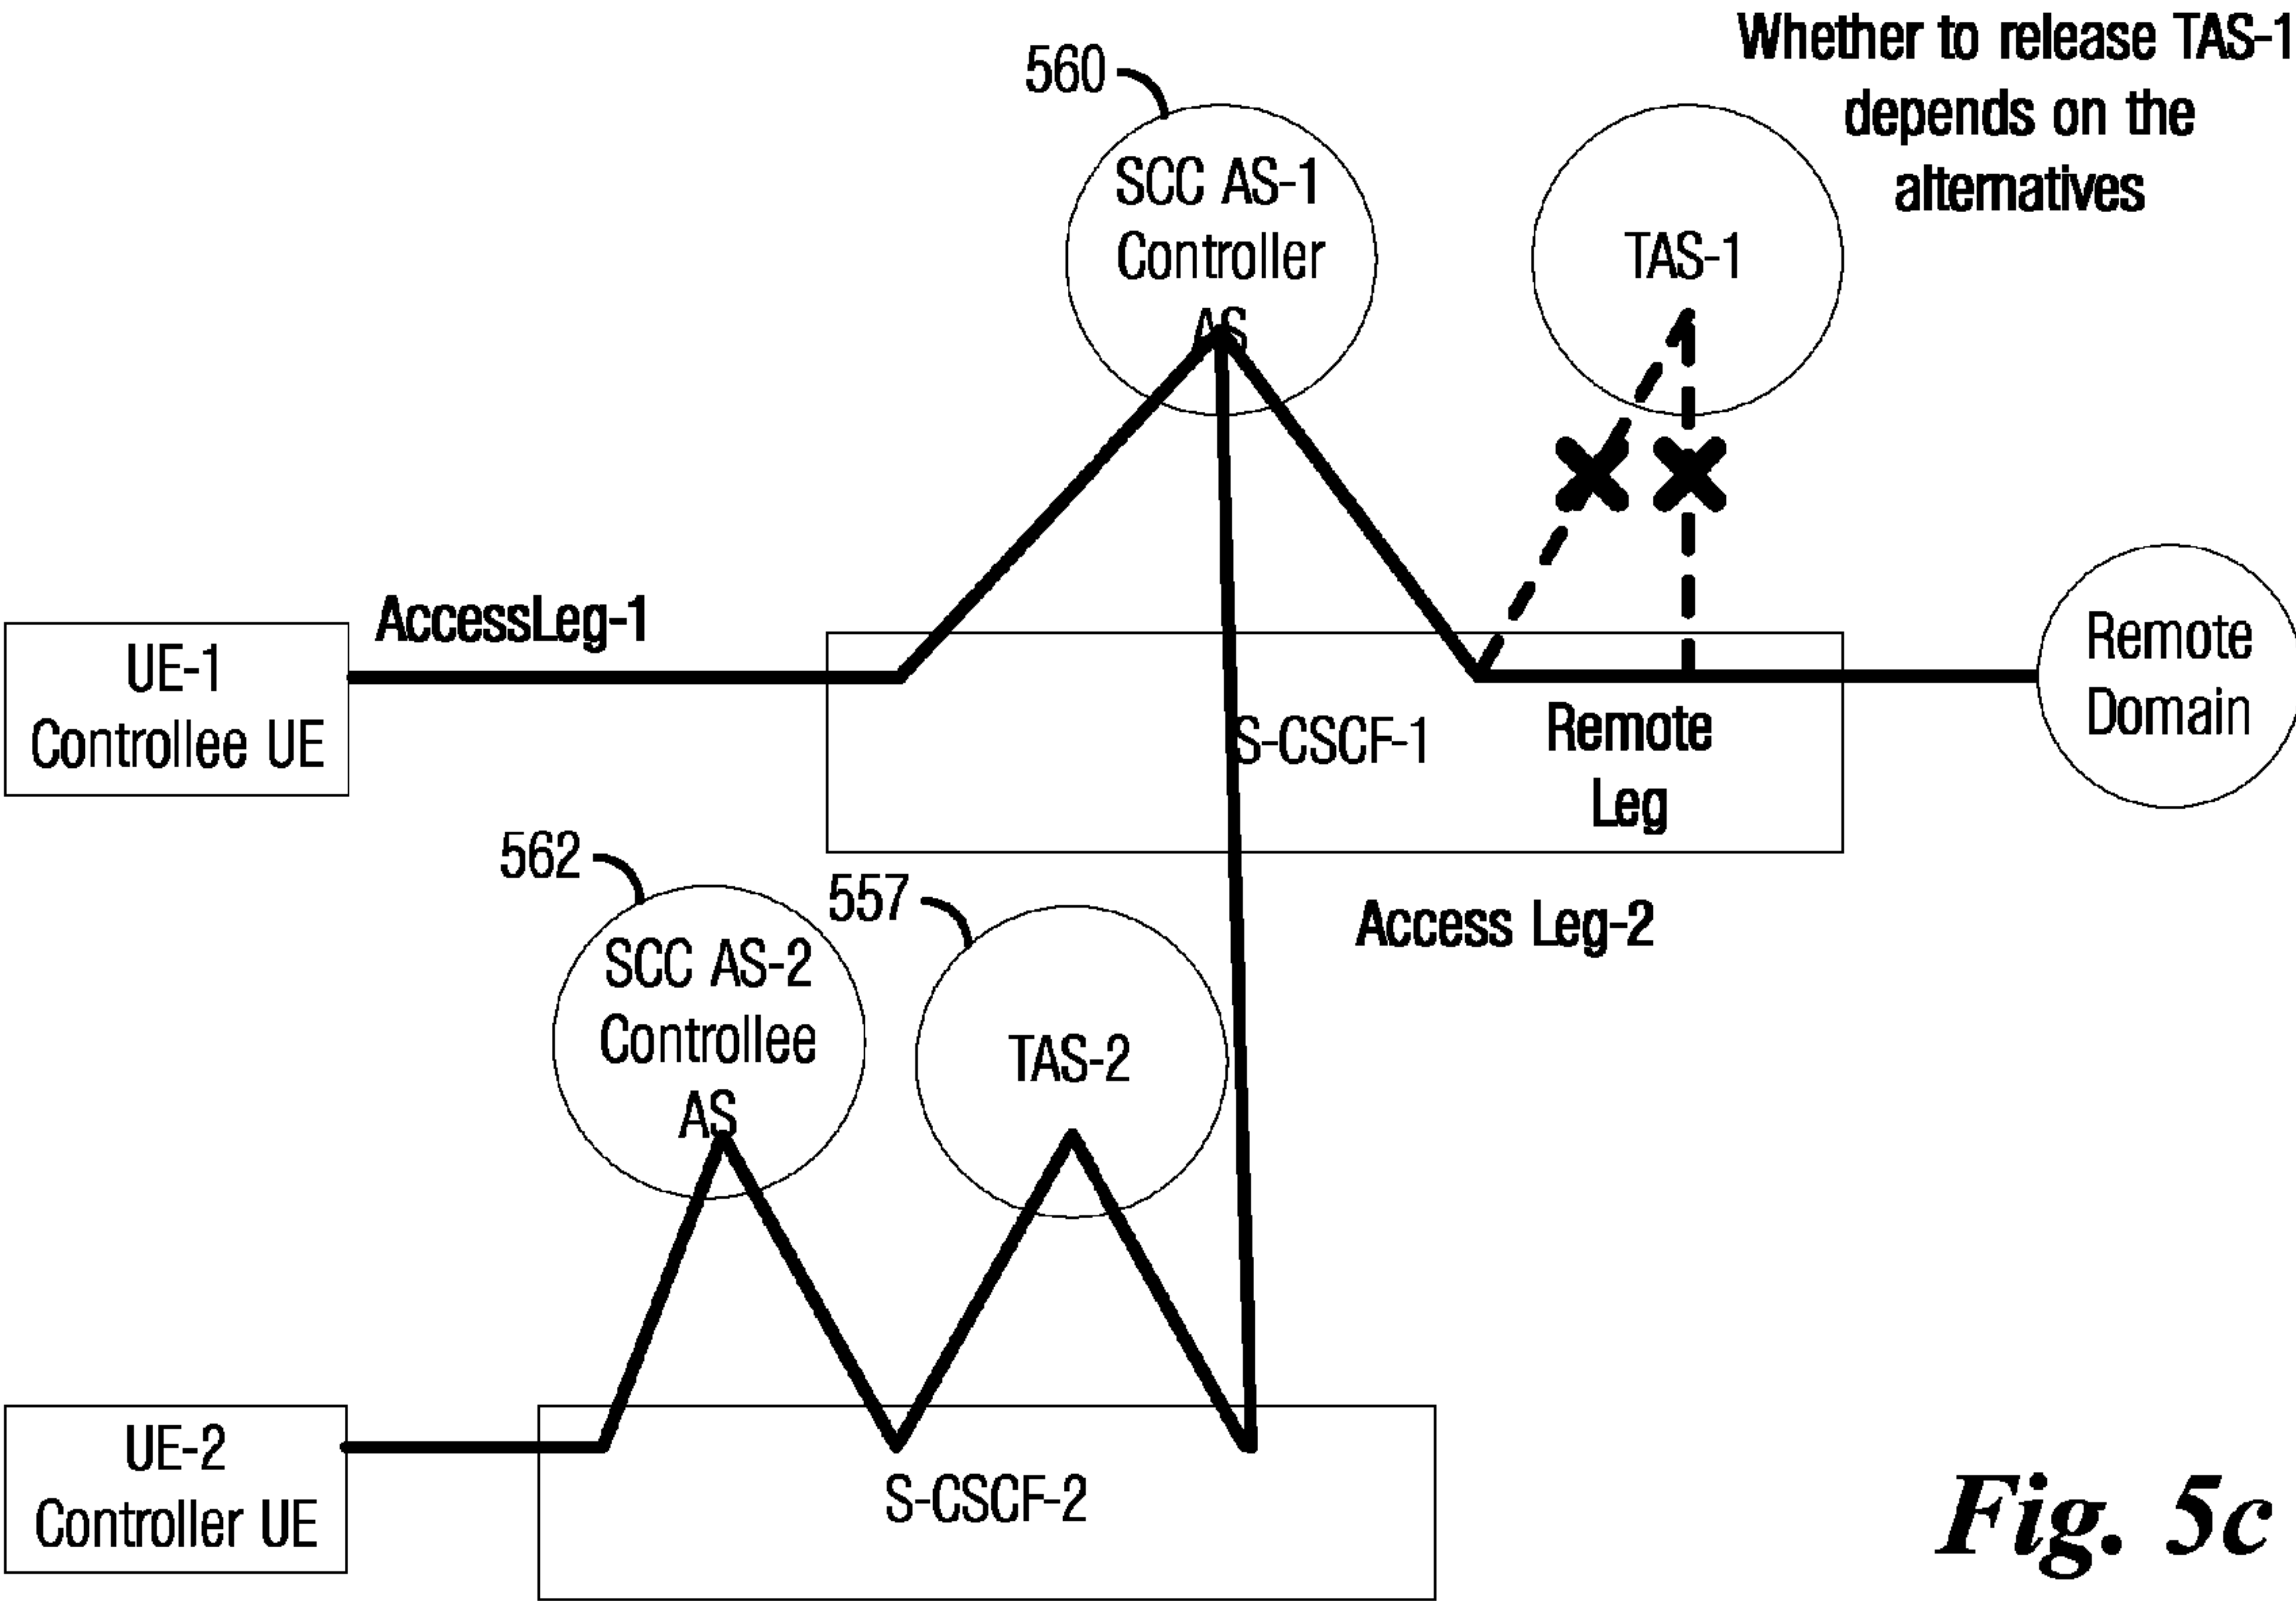 Whether to release TAS-1
depends on the
alternatives
560
SCC AS-1
Controller
AS
TAS-1
AccessLeg-1
UE-1
Controllee UE
S-CSCF-1
Remote
Leg
Remote
Domain
562
557
Access Leg-2
SCC AS-2
Controllee
AS
TAS-2
UE-2
Controller UE
S-CSCF-2
Fig. 5c